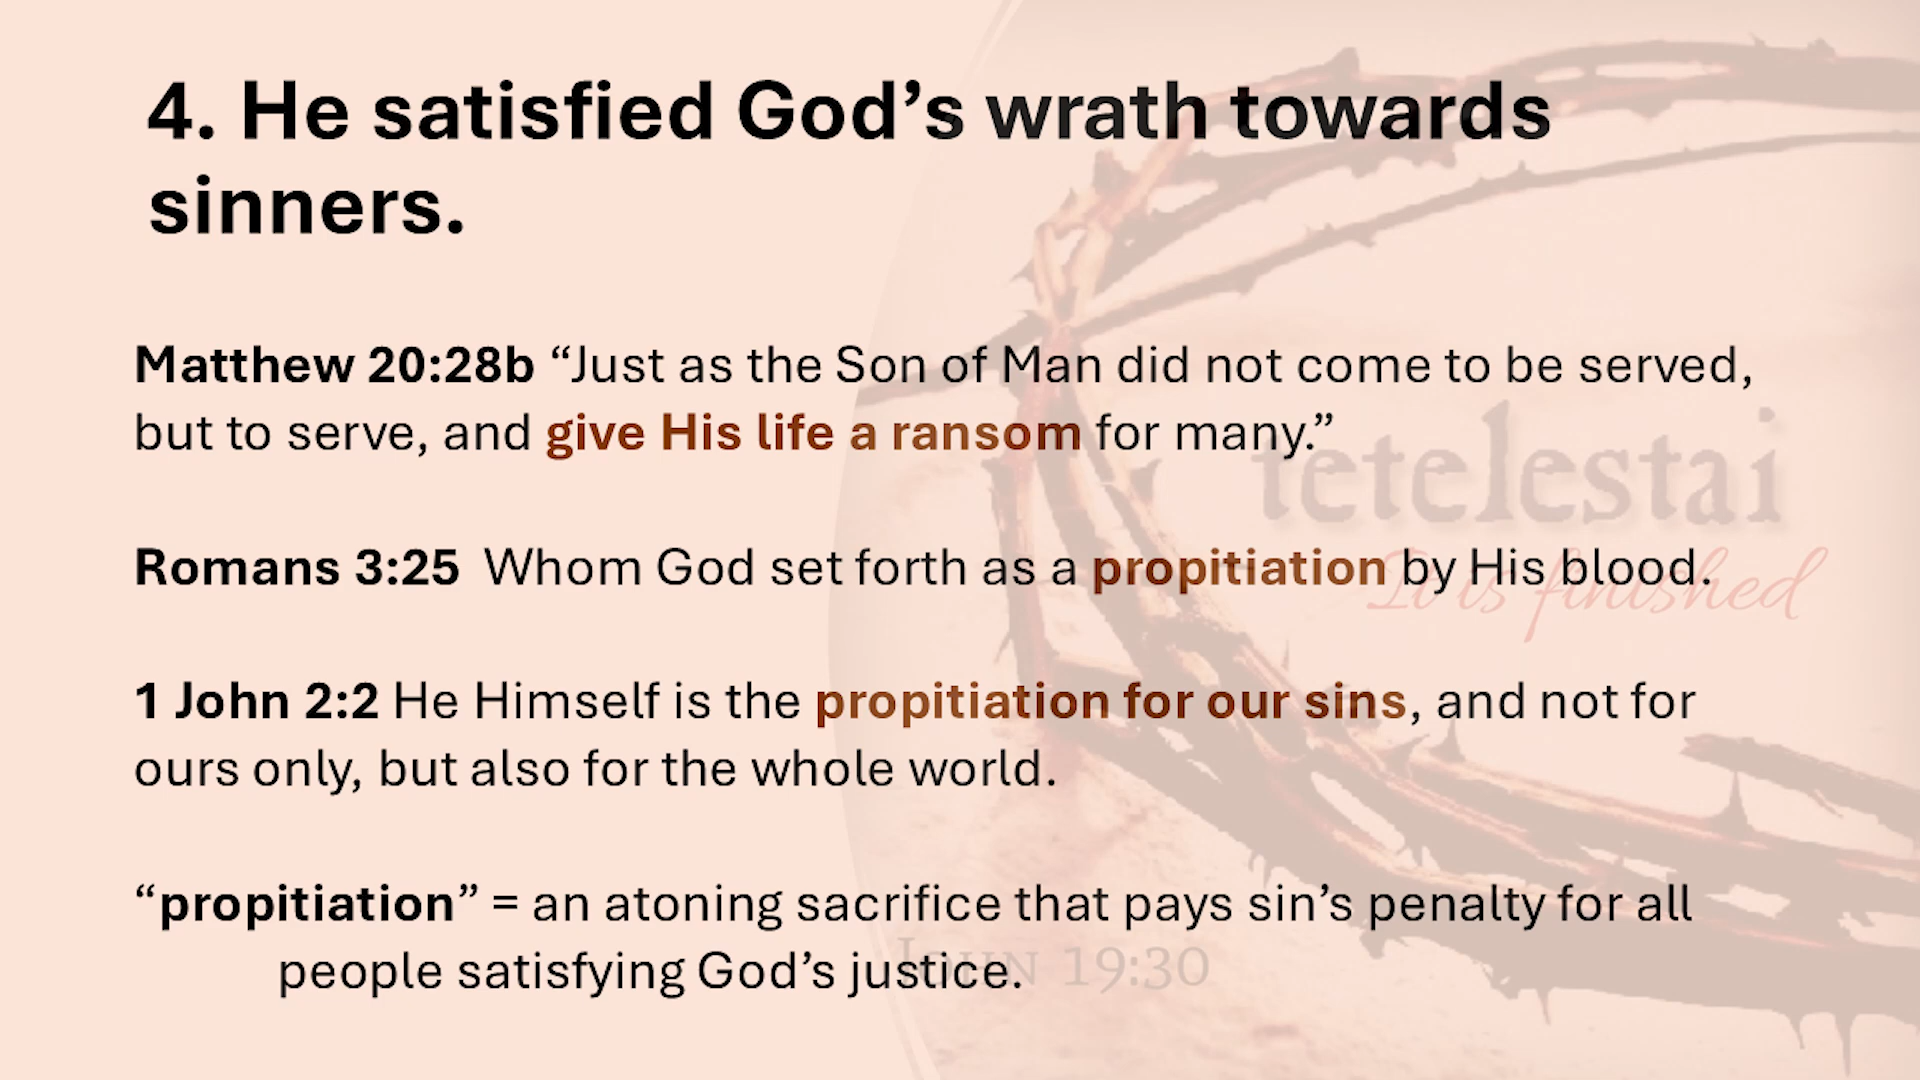 4. He satisfied God’s wrath towards
sinners.
Matthew 20:28b “Just as the Son of Man did not come to be served,
but to serve, and give His life a ransom for many.”
tetelestai
Romans 3:25  Whom God set forth as a propitiation by His blood.
It is finished
1 John 2:2 He Himself is the propitiation for our sins, and not for
ours only, but also for the whole world.
“propitiation” = an atoning sacrifice that pays sin’s penalty for all
people satisfying God’s justice.
John 19:30